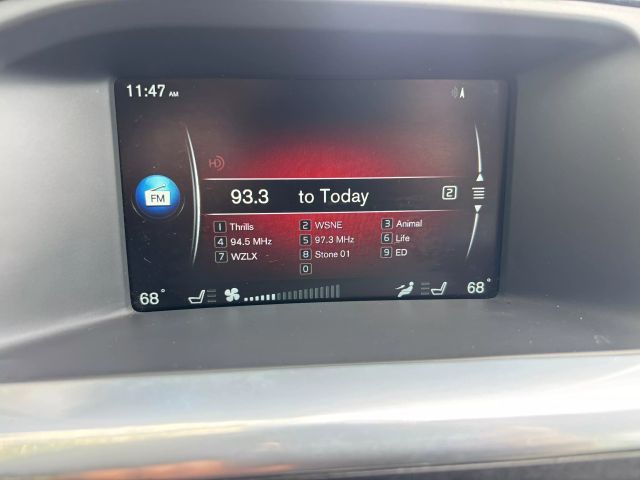 11:47 AM A
HD
FM
93.3 to Today 2
1 Thrills 2 WSNE 3 Animal
4 94.5 MHz 5 97.3 MHz 6 Life
7 WZLX 8 Stone 01 9 ED
0
68° 68°